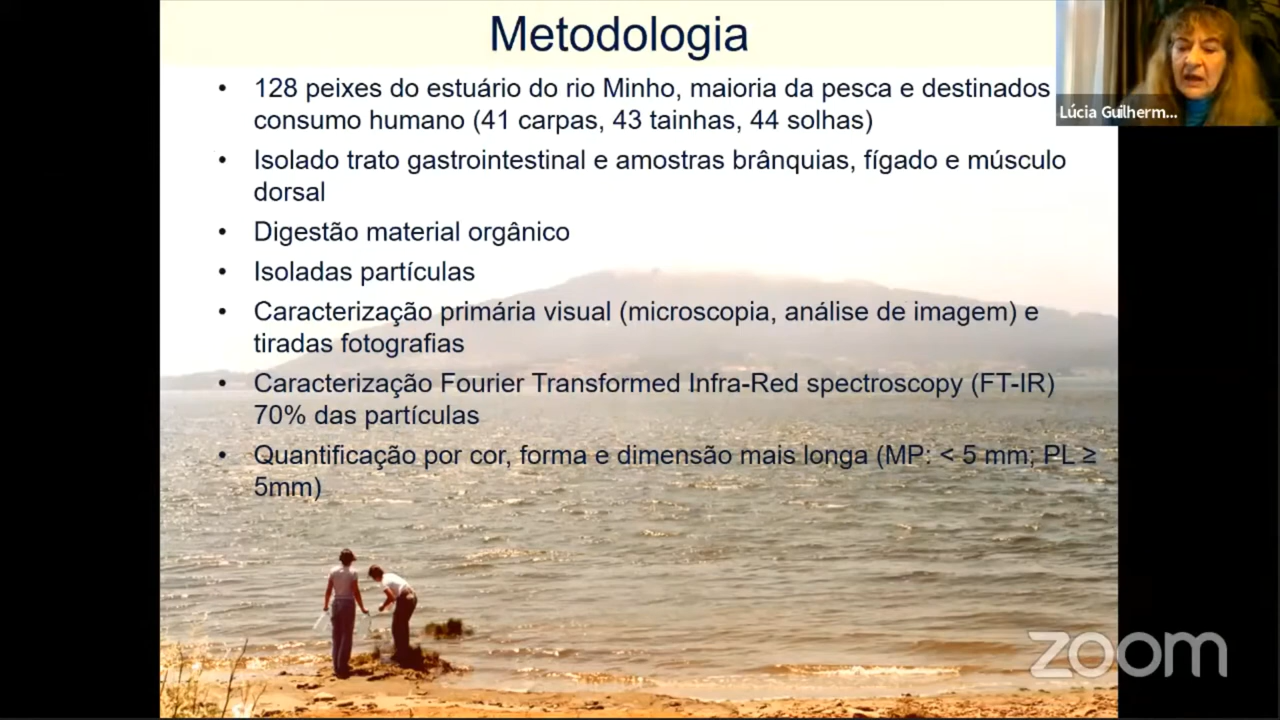 Metodologia
• 128 peixes do estuário do rio Minho, maioria da pesca e destinados
consumo humano (41 carpas, 43 tainhas, 44 solhas)
• Isolado trato gastrointestinal e amostras brânquias, fígado e músculo
dorsal
• Digestão material orgânico
• Isoladas partículas
• Caracterização primária visual (microscopia, análise de imagem) e
tiradas fotografias
• Caracterização Fourier Transformed Infra-Red spectroscopy (FT-IR)
70% das partículas
• Quantificação por cor, forma e dimensão mais longa (MP: < 5 mm; PL ≥
5mm)
Lúcia Guilherm...
zoom